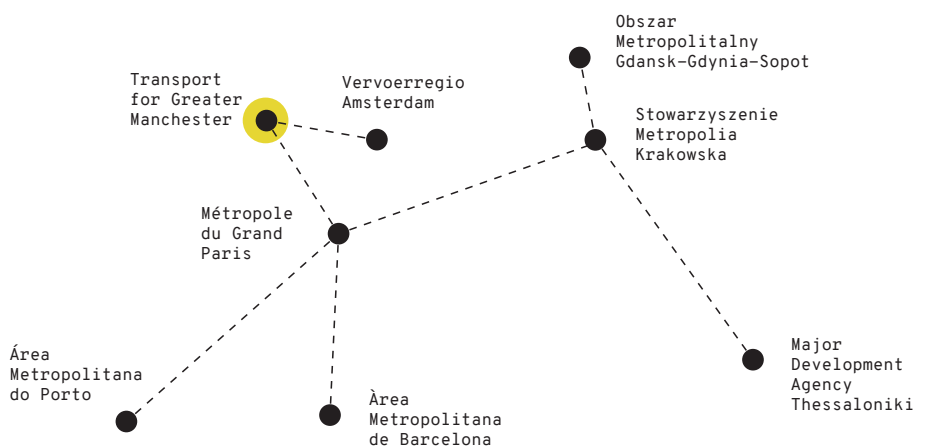 Obszar
Metropolitalny
Gdansk–Gdynia–Sopot
Transport
for Greater
Manchester
Vervoerregio
Amsterdam
Stowarzyszenie
Metropolia
Krakowska
Métropole
du Grand
Paris
Área
Metropolitana
do Porto
Àrea
Metropolitana
de Barcelona
Major
Development
Agency
Thessaloniki